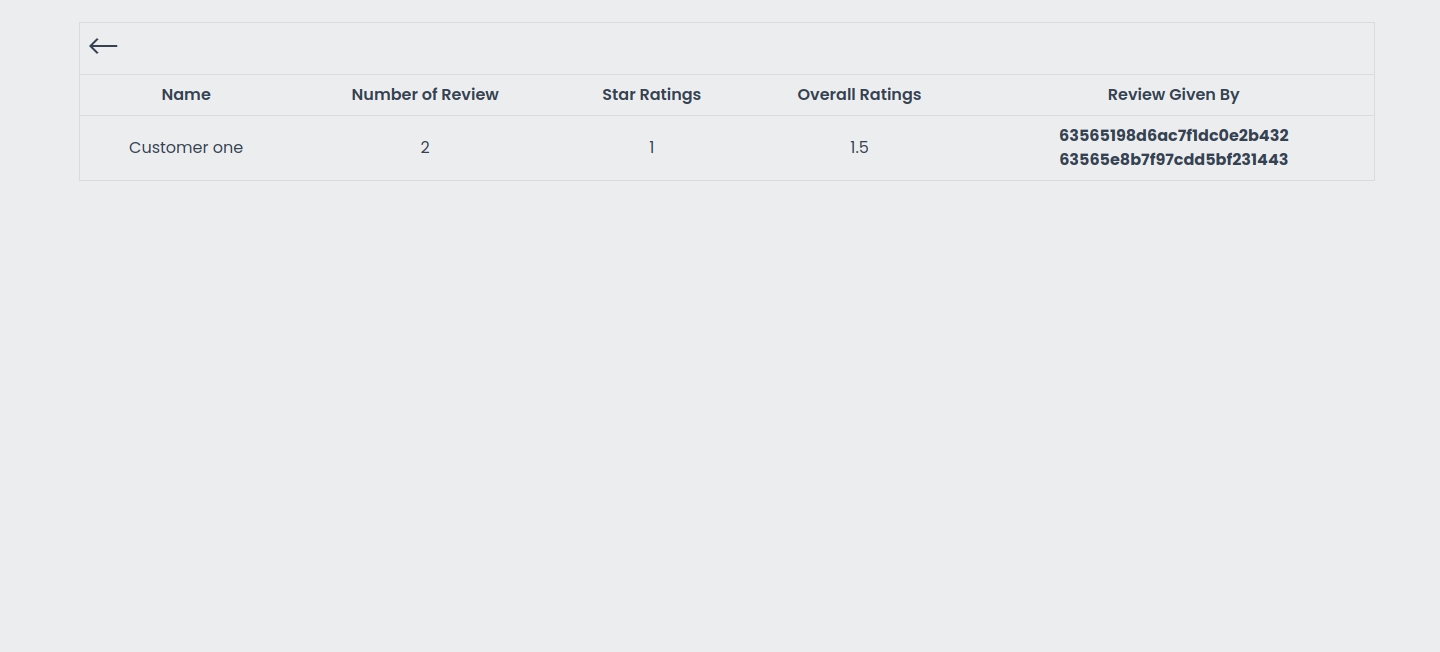 Name Number of Review Star Ratings Overall Ratings Review Given By
Customer one 2 1 1.5 63565198d6ac7f1dc0e2b432
63565e8b7f97cdd5bf231443